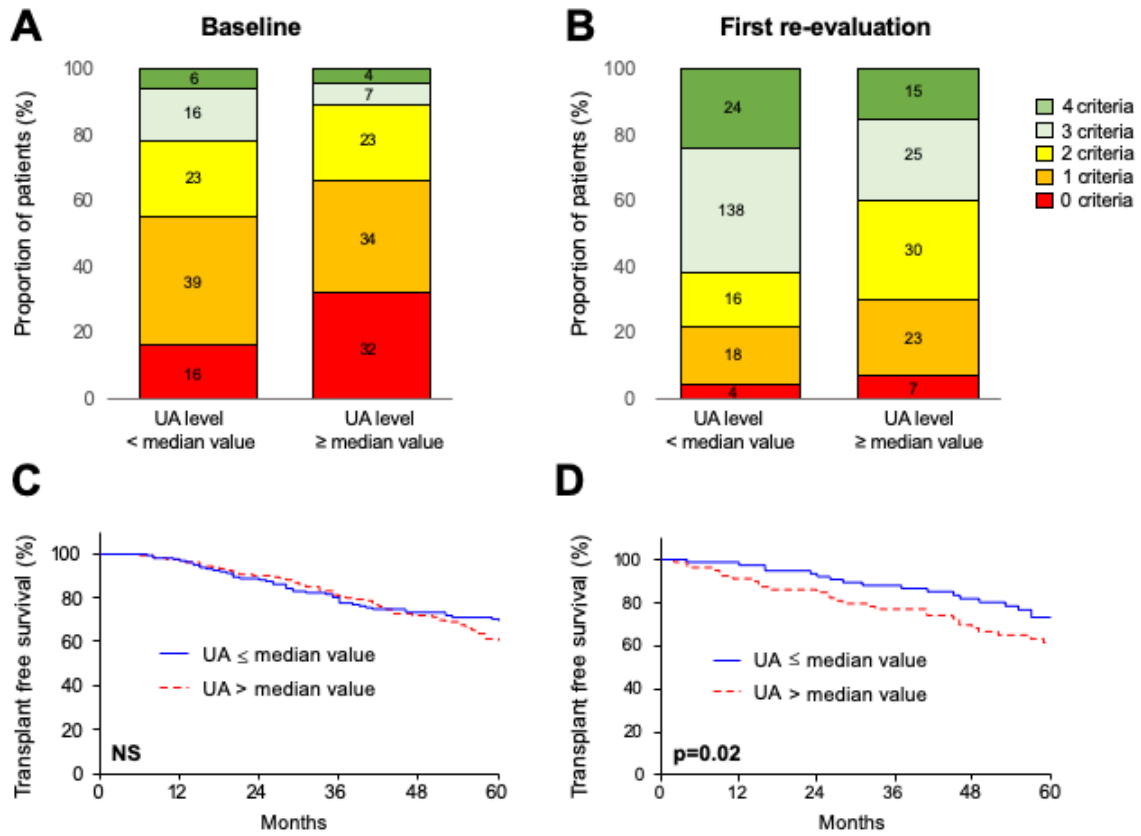 A
Baseline
Proportion of patients (%)
100
80
60
40
20
0
6
16
23
39
16
4
7
23
34
32
UA level
< median value
UA
≥ median value
B
First re-evaluation
Proportion of patients (%)
100
80
60
40
20
0
24
138
16
18
4
15
25
30
23
7
UA level
< median value
UA level
≥ median value
4 criteria
3 criteria
2 criteria
1 criteria
0 criteria
C
Transplant free survival (%)
100
80
60
40
20
0
UA ≤ median value
UA > median value
NS
0 12 24 36 48 60
Months
D
Transplant free survival (%)
100
80
60
40
20
0
UA ≤ median value
UA > median value
p=0.02
0 12 24 36 48 60
Months